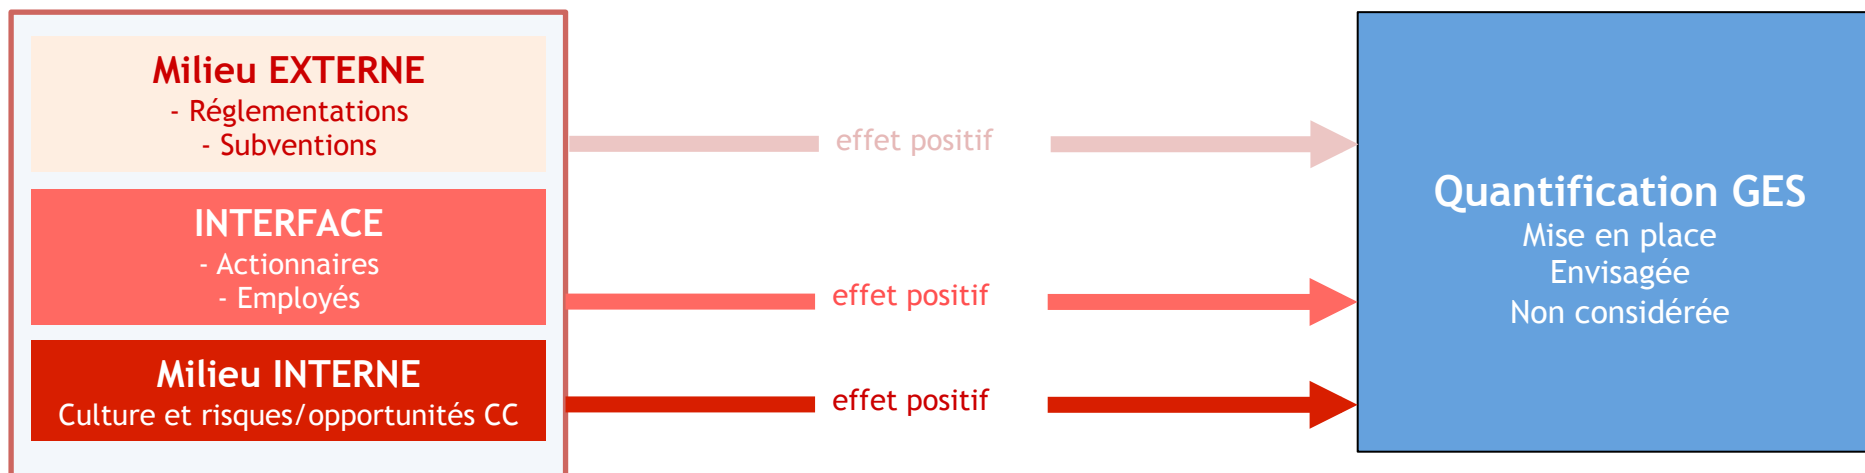 Milieu EXTERNE
- Réglementations
- Subventions
effet positif
INTERFACE
- Actionnaires
- Employés
effet positif
Milieu INTERNE
Culture et risques/opportunités CC
effet positif
Quantification GES
Mise en place
Envisagée
Non considérée